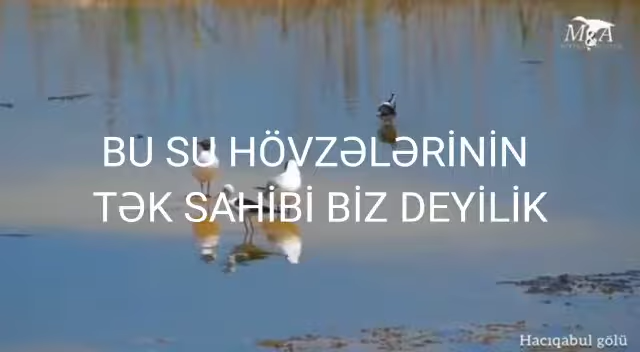 M&A
BU SU HÖVZƏLƏRİNİN
TƏK SAHİBİ BİZ DEYİLİK
Hacıqabul gölü